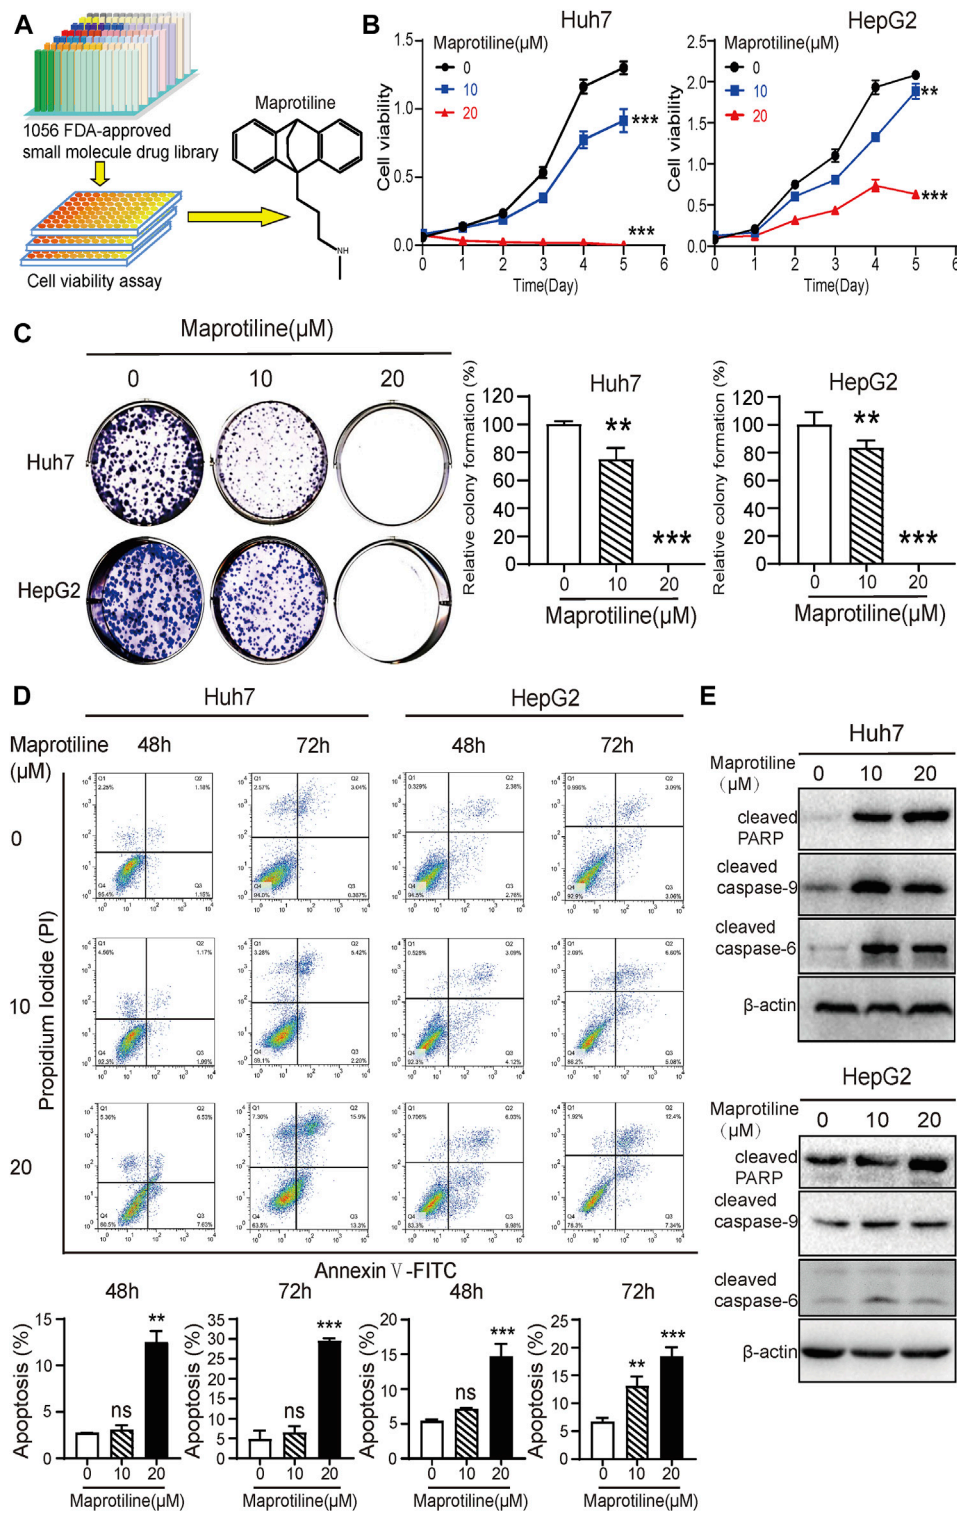 A
1056 FDA-approved
small molecule drug library
Cell viability assay
Maprotiline
NH
B
Huh7
Maprotiline(μM)
0
10
20
Cell viability
1.5
1.0
0.5
0.0
***
***
0 1 2 3 4 5 6
Time(Day)
HepG2
Maprotiline(μM)
0
10
20
Cell viability
2.5
2.0
1.5
1.0
0.5
0.0
**
***
0 1 2 3 4 5 6
Time(Day)
C
Maprotiline(μM)
0 10 20
Huh7
HepG2
Huh7
Relative colony formation (%)
120
100
80
60
40
20
0
**
***
0 10 20
Maprotiline(μM)
HepG2
Relative colony formation (%)
120
100
80
60
40
20
0
**
***
0 10 20
Maprotiline(μM)
D
Huh7 HepG2
Maprotiline
(μM)
48h 72h 48h 72h
0
10
20
Propidium Iodide (PI)
Annexin V-FITC
48h
Apoptosis (%)
15
10
5
0
ns
**
0 10 20
Maprotiline(μM)
72h
Apoptosis (%)
35
30
25
20
15
10
5
0
ns
***
0 10 20
Maprotiline(μM)
48h
Apoptosis (%)
20
15
10
5
0
ns
***
0 10 20
Maprotiline(μM)
72h
Apoptosis (%)
25
20
15
10
5
0
**
***
0 10 20
Maprotiline(μM)
E
Huh7
Maprotiline
(μM)
0 10 20
cleaved
PARP
cleaved
caspase-9
cleaved
caspase-6
β-actin
HepG2
Maprotiline
(μM)
0 10 20
cleaved
PARP
cleaved
caspase-9
cleaved
caspase-6
β-actin